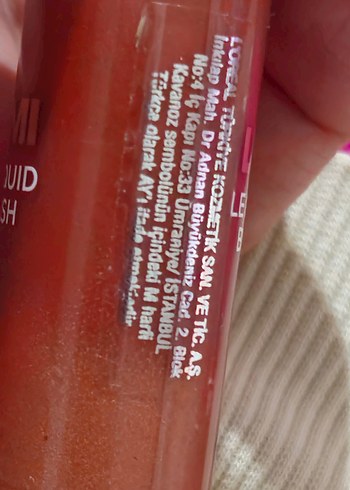 L'ORÉAL TÜRKİYE KOZMETİK SAN. VE TİC. A.Ş.
İnkılap Mah. Dr Adnan Büyükdeniz Cad. 2. Blok
No:4 İç Kapı No:33 Ümraniye/ İSTANBUL
Kavanoz sembolünün içindeki M harfi
Türkçe olarak AY'ı ifade etmektedir.
MI
QUID
SH